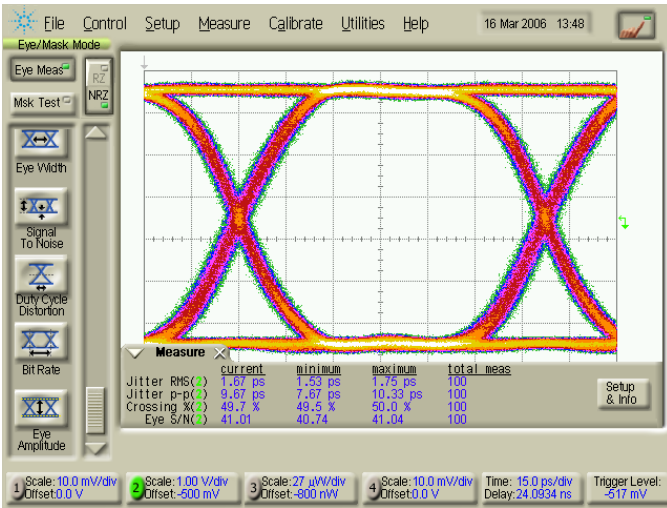 File Control Setup Measure Calibrate Utilities Help 16 Mar 2006 13:48
Eye/Mask Mode
Eye Meas
RZ
NRZ
Msk Test
Eye Width
Signal
To Noise
Duty Cycle
Distortion
Bit Rate
Eye
Amplitude
Measure
current minimum maximum total meas
Jitter RMS(2) 1.67 ps 1.53 ps 1.75 ps 100
Jitter p-p(2) 9.67 ps 7.67 ps 10.33 ps 100
Crossing %(2) 49.7 % 49.5 % 50.0 % 100
Eye S/N(2) 41.01 40.74 41.04 100
Setup
& Info
1 Scale:10.0 mV/div
Offset:0.0 V
2 Scale:1.00 V/div
Offset:-500 mV
3 Scale:27 µW/div
Offset:-800 nW
4 Scale:10.0 mV/div
Offset:0.0 V
Time: 15.0 ps/div
Delay:24.0934 ns
Trigger Level:
-517 mV